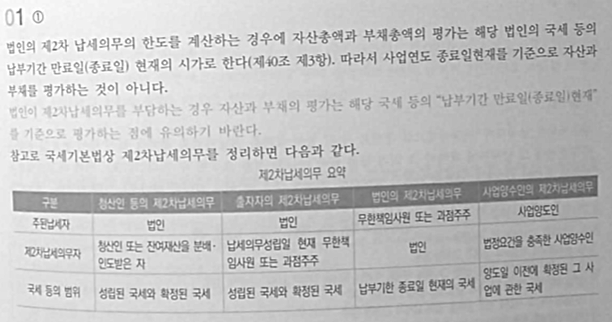 01 ①
법인의 제2차 납세의무의 한도를 계산하는 경우에 자산총액과 부채총액의 평가는 해당 법인의 국세 등의
납부기간 만료일(종료일) 현재의 시가로 한다(제40조 제3항). 따라서 사업연도 종료일현재를 기준으로 자산과
부채를 평가하는 것이 아니다.
법인이 제2차납세의무를 부담하는 경우 자산과 부채의 평가는 해당 국세 등의 "납부기간 만료일(종료일)현재"
를 기준으로 평가하는 점에 유의하기 바란다.
참고로 국세기본법상 제2차납세의무를 정리하면 다음과 같다.
제2차납세의무 요약
구분 청산인 등의 제2차납세의무 출자자의 제2차납세의무 법인의 제2차납세의무 사업양수인의 제2차납세의무
주된납세자 법인 법인 무한책임사원 또는 과점주주 사업양도인
제2차납세의무자 청산인 또는 잔여재산을 분배· 납세의무성립일 현재 무한책 법인 법정요건을 충족한 사업양수인
인도받은 자 임사원 또는 과점주주
국세 등의 범위 성립된 국세와 확정된 국세 성립된 국세와 확정된 국세 납부기한 종료일 현재의 국세 양도일 이전에 확정된 그 사
업에 관한 국세